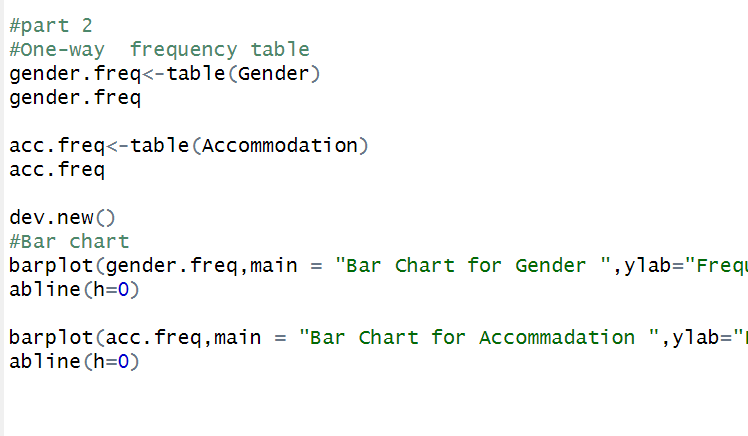 #part 2
#One-way  frequency table
gender.freq<-table(Gender)
gender.freq
acc.freq<-table(Accommodation)
acc.freq
dev.new()
#Bar chart
barplot(gender.freq,main = "Bar Chart for Gender ",ylab="Frequ
abline(h=0)
barplot(acc.freq,main = "Bar Chart for Accommadation ",ylab="
abline(h=0)